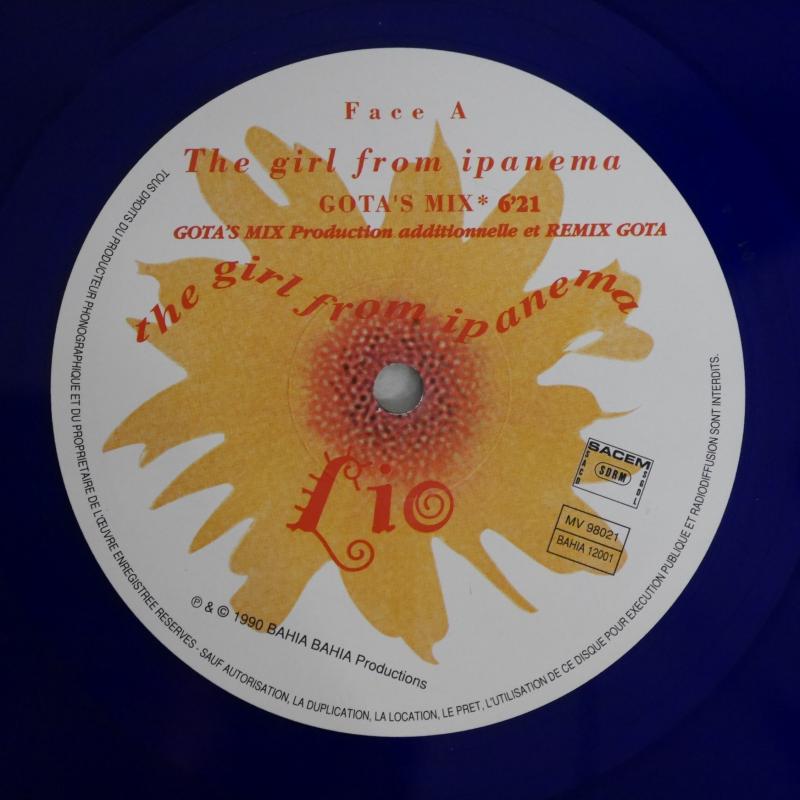 Face A
The girl from ipanema
GOTA'S MIX* 6'21
GOTA'S MIX Production additionnelle et REMIX GOTA
the girl from ipanema
Lio
SACEM
SACD SDRM SGDL
MV 98021
BAHIA 12001
℗ & © 1990 BAHIA BAHIA Productions
TOUS DROITS DU PRODUCTEUR PHONOGRAPHIQUE ET DU PROPRIETAIRE DE L'ŒUVRE ENREGISTREE RESERVES - SAUF AUTORISATION, LA DUPLICATION, LA LOCATION, LE PRET, L'UTILISATION DE CE DISQUE POUR EXECUTION PUBLIQUE ET RADIODIFFUSION SONT INTERDITS.